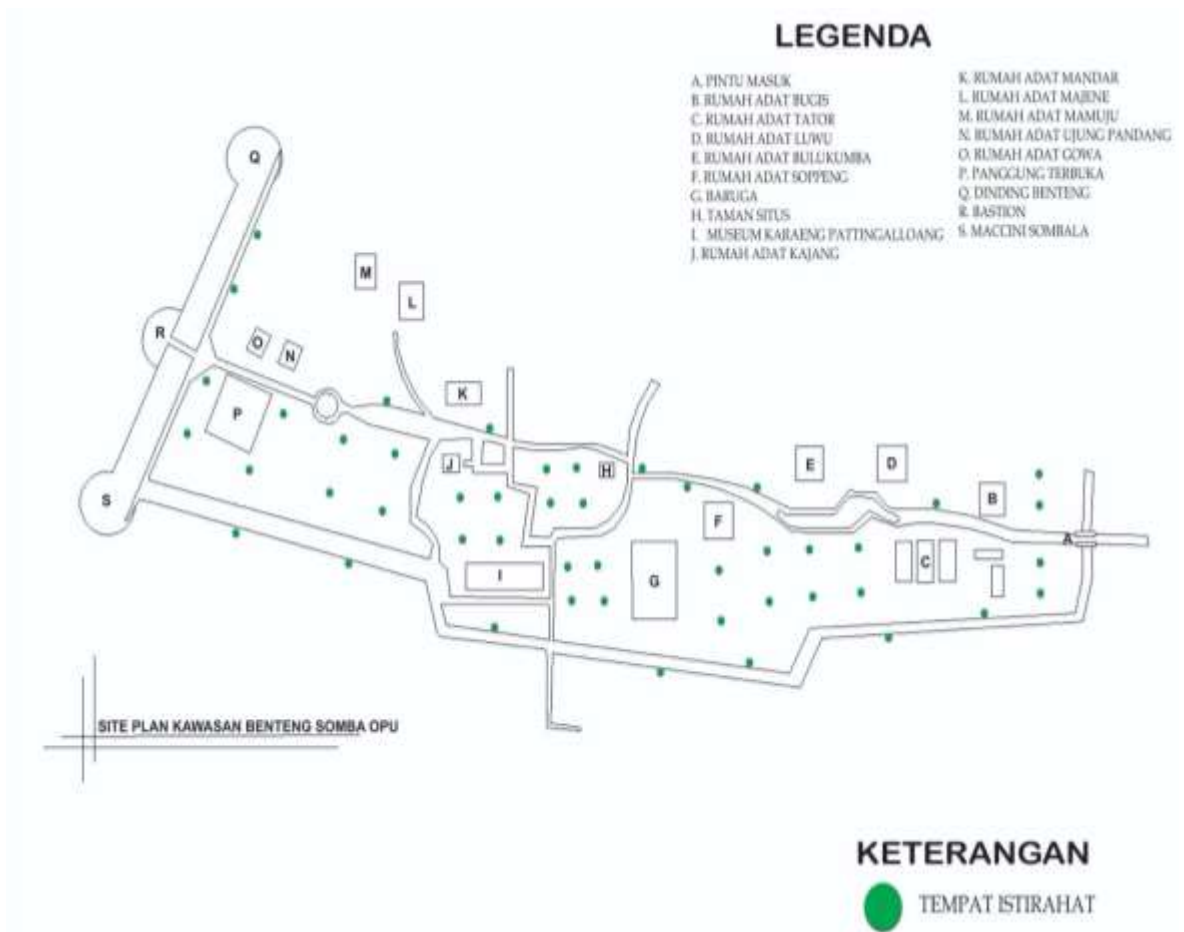 LEGENDA
A. PINTU MASUK
B. RUMAH ADAT BUGIS
C. RUMAH ADAT TATOR
D. RUMAH ADAT LUWU
E. RUMAH ADAT BULUKUMBA
F. RUMAH ADAT SOPPENG
G. BARUGA
H. TAMAN SITUS
I. MUSEUM KARAENG PATTINGALLOANG
J. RUMAH ADAT KAJANG
K. RUMAH ADAT MANDAR
L. RUMAH ADAT MAJENE
M. RUMAH ADAT MAMUJU
N. RUMAH ADAT UJUNG PANDANG
O. RUMAH ADAT GOWA
P. PANGGUNG TERBUKA
Q. DINDING BENTENG
R. BASTION
S. MACCINI SOMBALA
Q
M
L
R
O
N
K
P
J
H
E
D
S
F
B
A
I
G
C
SITE PLAN KAWASAN BENTENG SOMBA OPU
KETERANGAN
TEMPAT ISTIRAHAT